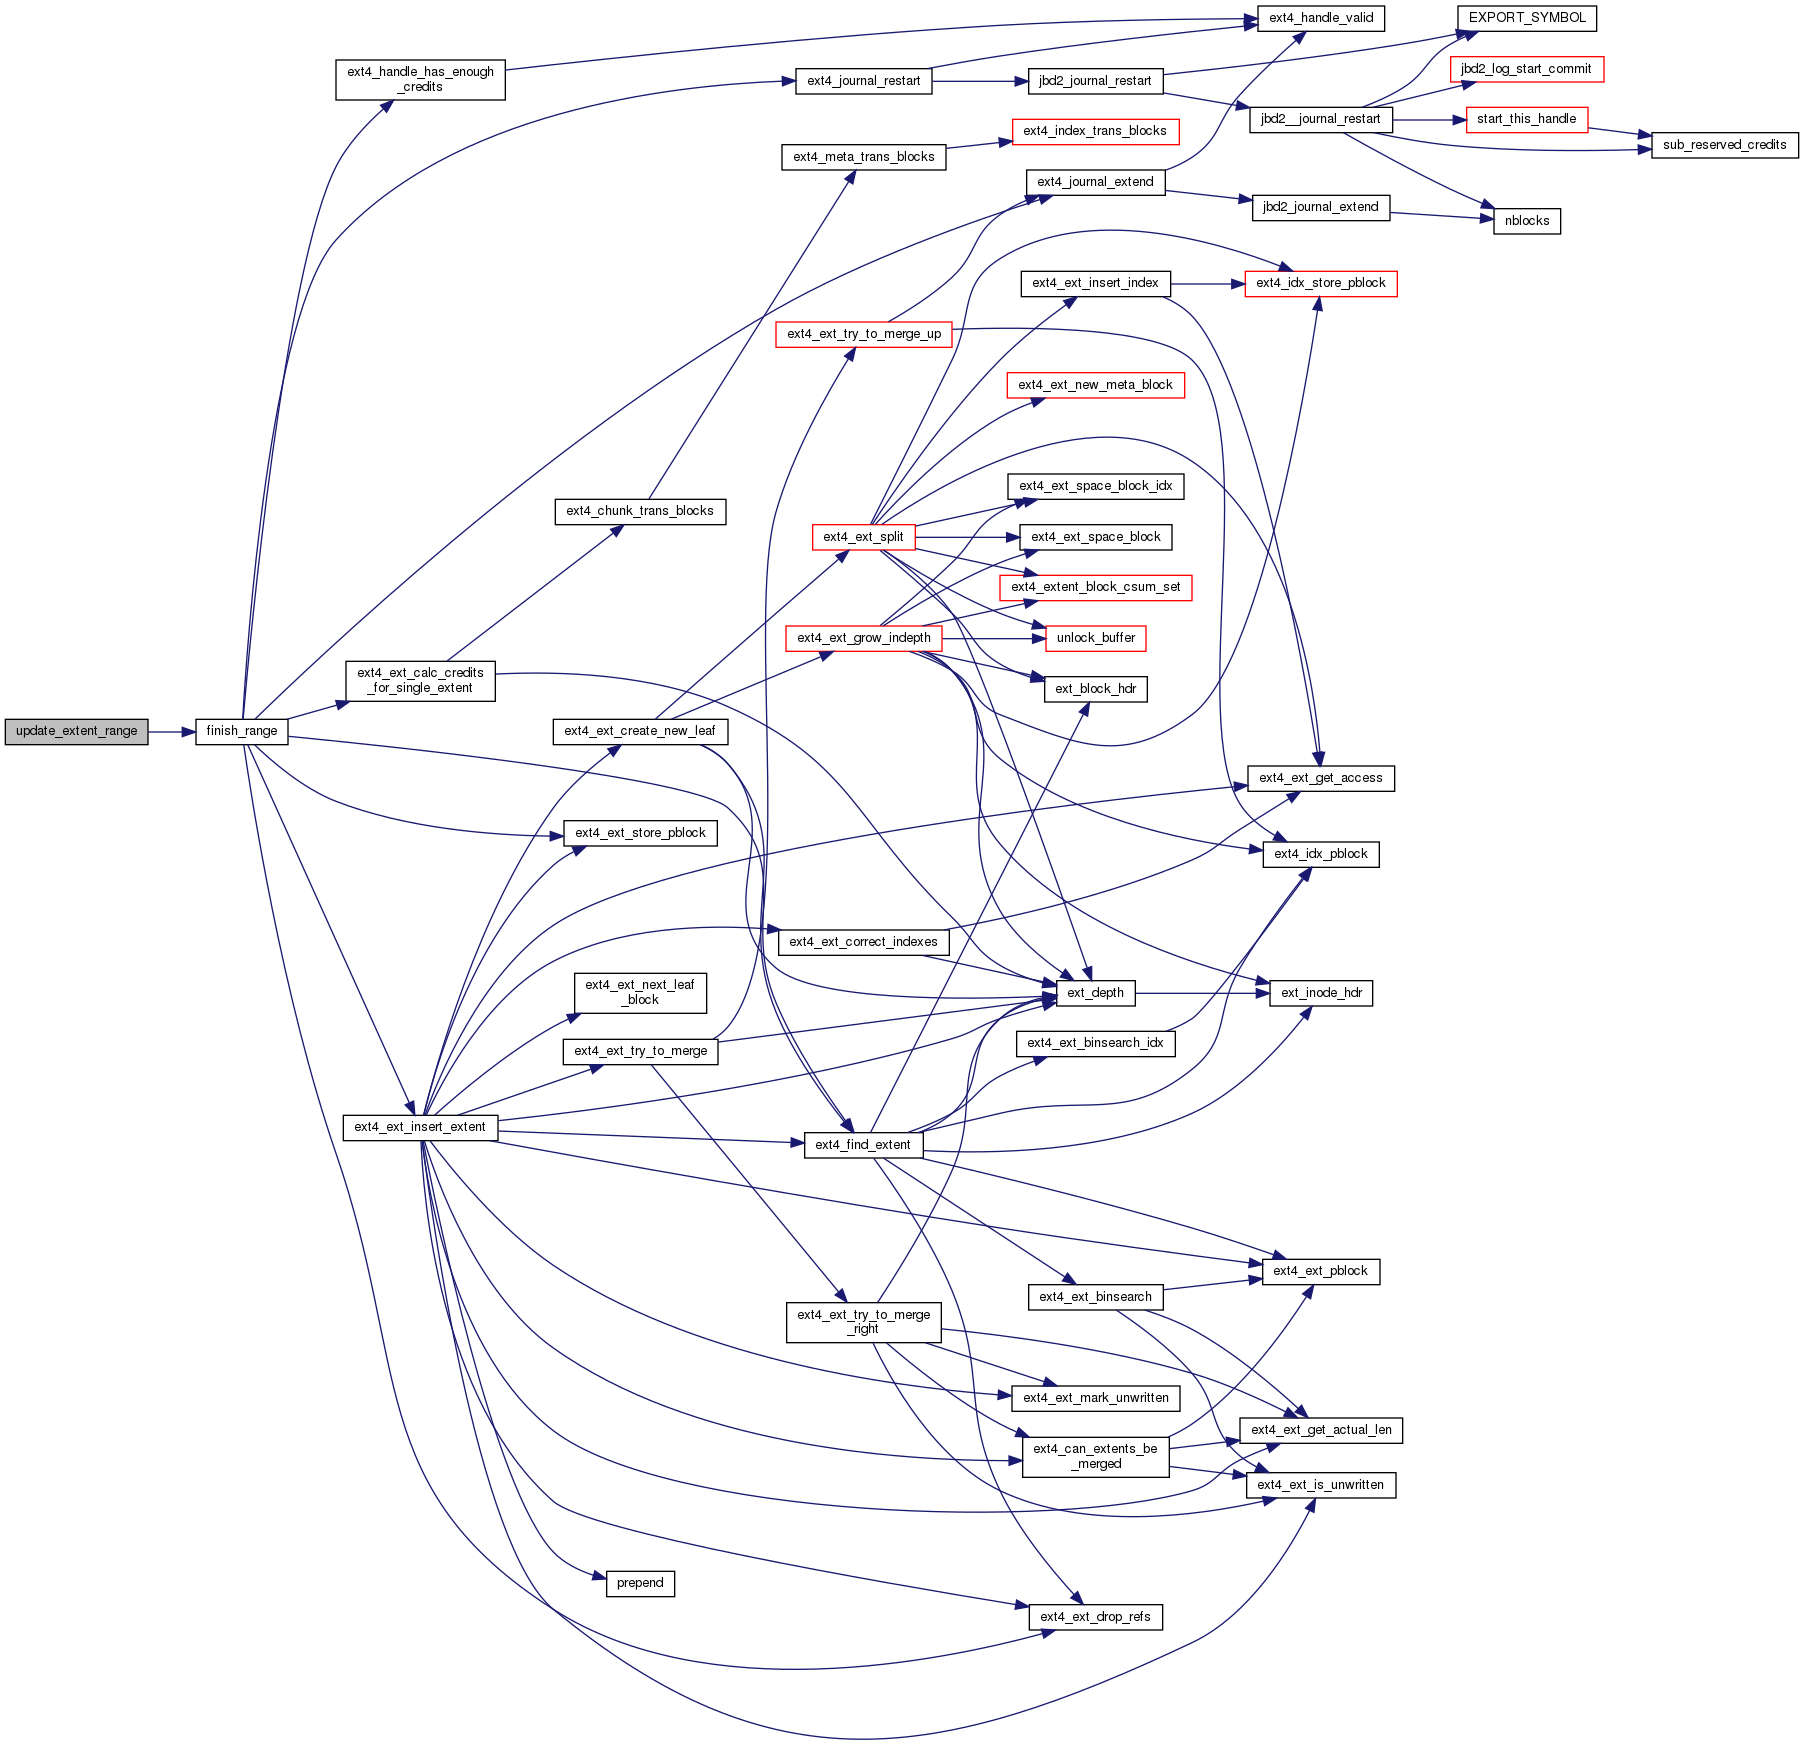 ext4_handle_valid
EXPORT_SYMBOL
ext4_handle_has_enough
_credits
ext4_journal_restart
jbd2_journal_restart
jbd2_log_start_commit
jbd2__journal_restart
start_this_handle
ext4_index_trans_blocks
sub_reserved_credits
ext4_meta_trans_blocks
ext4_journal_extend
jbd2_journal_extend
nblocks
ext4_ext_insert_index
ext4_idx_store_pblock
ext4_ext_try_to_merge_up
ext4_ext_new_meta_block
ext4_ext_space_block_idx
ext4_chunk_trans_blocks
ext4_ext_split
ext4_ext_space_block
ext4_extent_block_csum_set
ext4_ext_grow_indepth
unlock_buffer
ext4_ext_calc_credits
_for_single_extent
ext_block_hdr
update_extent_range
finish_range
ext4_ext_create_new_leaf
ext4_ext_get_access
ext4_ext_store_pblock
ext4_idx_pblock
ext4_ext_correct_indexes
ext4_ext_next_leaf
_block
ext_depth
ext_inode_hdr
ext4_ext_try_to_merge
ext4_ext_binsearch_idx
ext4_ext_insert_extent
ext4_find_extent
ext4_ext_pblock
ext4_ext_binsearch
ext4_ext_try_to_merge
_right
ext4_ext_mark_unwritten
ext4_ext_get_actual_len
ext4_can_extents_be
_merged
ext4_ext_is_unwritten
prepend
ext4_ext_drop_refs